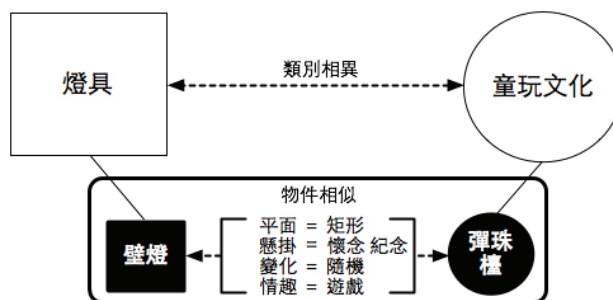 燈具
類別相異
童玩文化
物件相似
壁燈
平面 = 矩形
懸掛 = 懷念 紀念
變化 = 隨機
情趣 = 遊戲
彈珠
檯